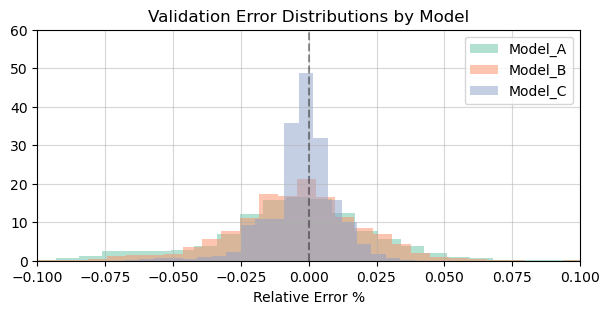 Validation Error Distributions by Model
60
50
40
30
20
10
0
Model_A
Model_B
Model_C
−0.100 −0.075 −0.050 −0.025 0.000 0.025 0.050 0.075 0.100
Relative Error %